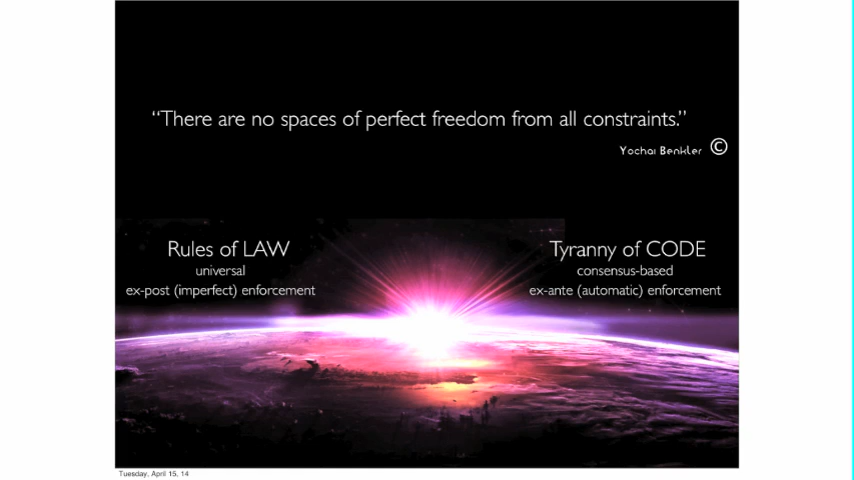 “There are no spaces of perfect freedom from all constraints.”
Yochai Benkler ©
Rules of LAW
universal
ex-post (imperfect) enforcement
Tyranny of CODE
consensus-based
ex-ante (automatic) enforcement
Tuesday, April 15, 14